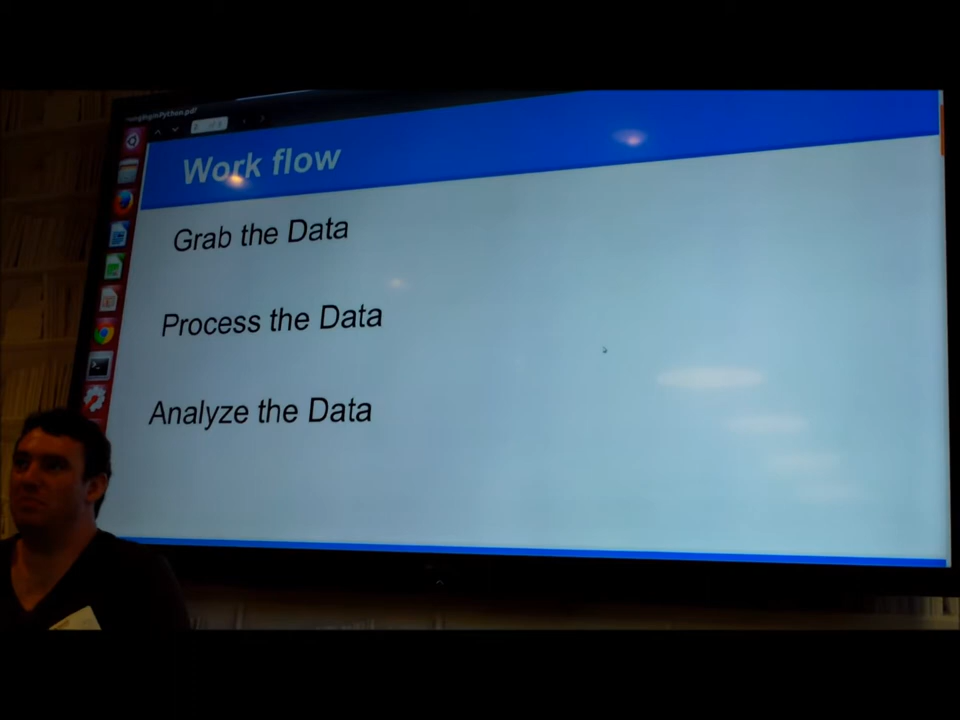 Work flow
Grab the Data
Process the Data
Analyze the Data